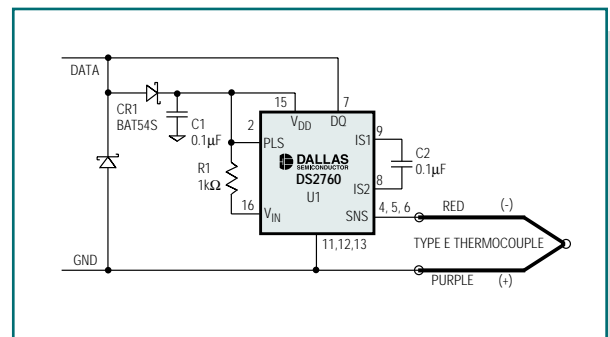 DATA
CR1
BAT54S
C1
0.1μF
15
7
VDD
DQ
2
PLS
R1
1kΩ
16
VIN
DALLAS
SEMICONDUCTOR
DS2760
U1
IS1
9
C2
0.1μF
IS2
8
SNS
4, 5, 6
11,12,13
RED (-)
TYPE E THERMOCOUPLE
PURPLE (+)
GND